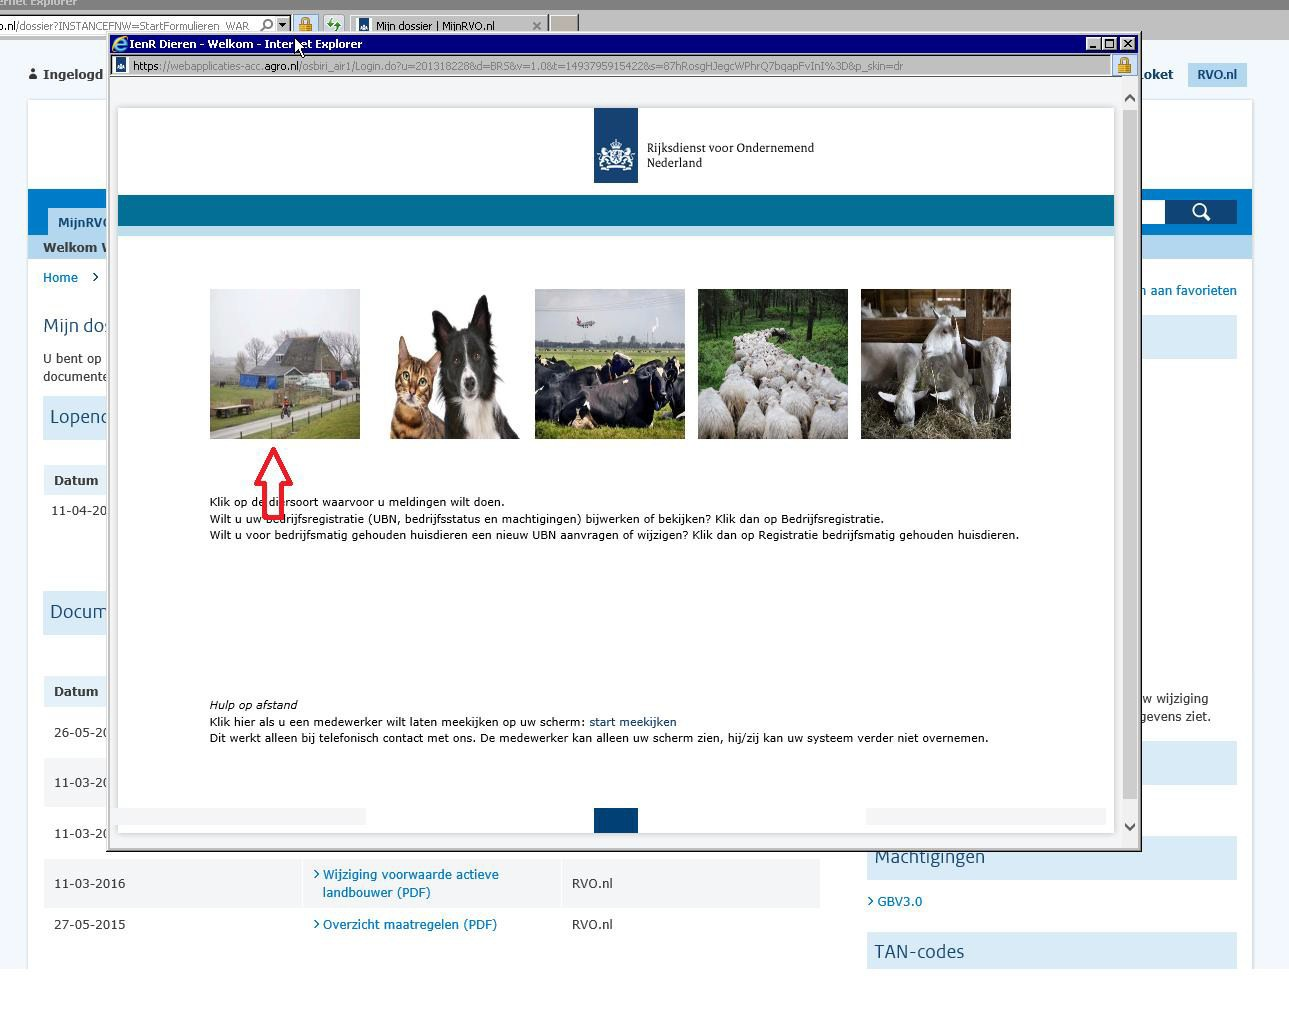 ernet Explorer
o.nl/dossier?INSTANCEFNW=StartFormulieren_WAR
Mijn dossier | MijnRVO.nl
IenR Dieren - Welkom - Internet Explorer
https://webapplicaties-acc.agro.nl/osbiri_air1/Login.do?u=201318228&d=BRS&v=1.0&t=1493795915422&s=87hRosgHJegcWPhrQ7bqapFvInI%3D&p_skin=dr
Ingelogd
oket
RVO.nl
Rijksdienst voor Ondernemend
Nederland
MijnRVO
Welkom
Home >
aan favorieten
Mijn dos
U bent op
documente
Lopend
Datum
11-04-20
Klik op de diersoort waarvoor u meldingen wilt doen.
Wilt u uw bedrijfsregistratie (UBN, bedrijfsstatus en machtigingen) bijwerken of bekijken? Klik dan op Bedrijfsregistratie.
Wilt u voor bedrijfsmatig gehouden huisdieren een nieuw UBN aanvragen of wijzigen? Klik dan op Registratie bedrijfsmatig gehouden huisdieren.
Docum
Datum
26-05-20
11-03-20
11-03-20
w wijziging
gevens ziet.
Hulp op afstand
Klik hier als u een medewerker wilt laten meekijken op uw scherm: start meekijken
Dit werkt alleen bij telefonisch contact met ons. De medewerker kan alleen uw scherm zien, hij/zij kan uw systeem verder niet overnemen.
11-03-2016 > Wijziging voorwaarde actieve landbouwer (PDF) RVO.nl
27-05-2015 > Overzicht maatregelen (PDF) RVO.nl
Machtigingen
> GBV3.0
TAN-codes